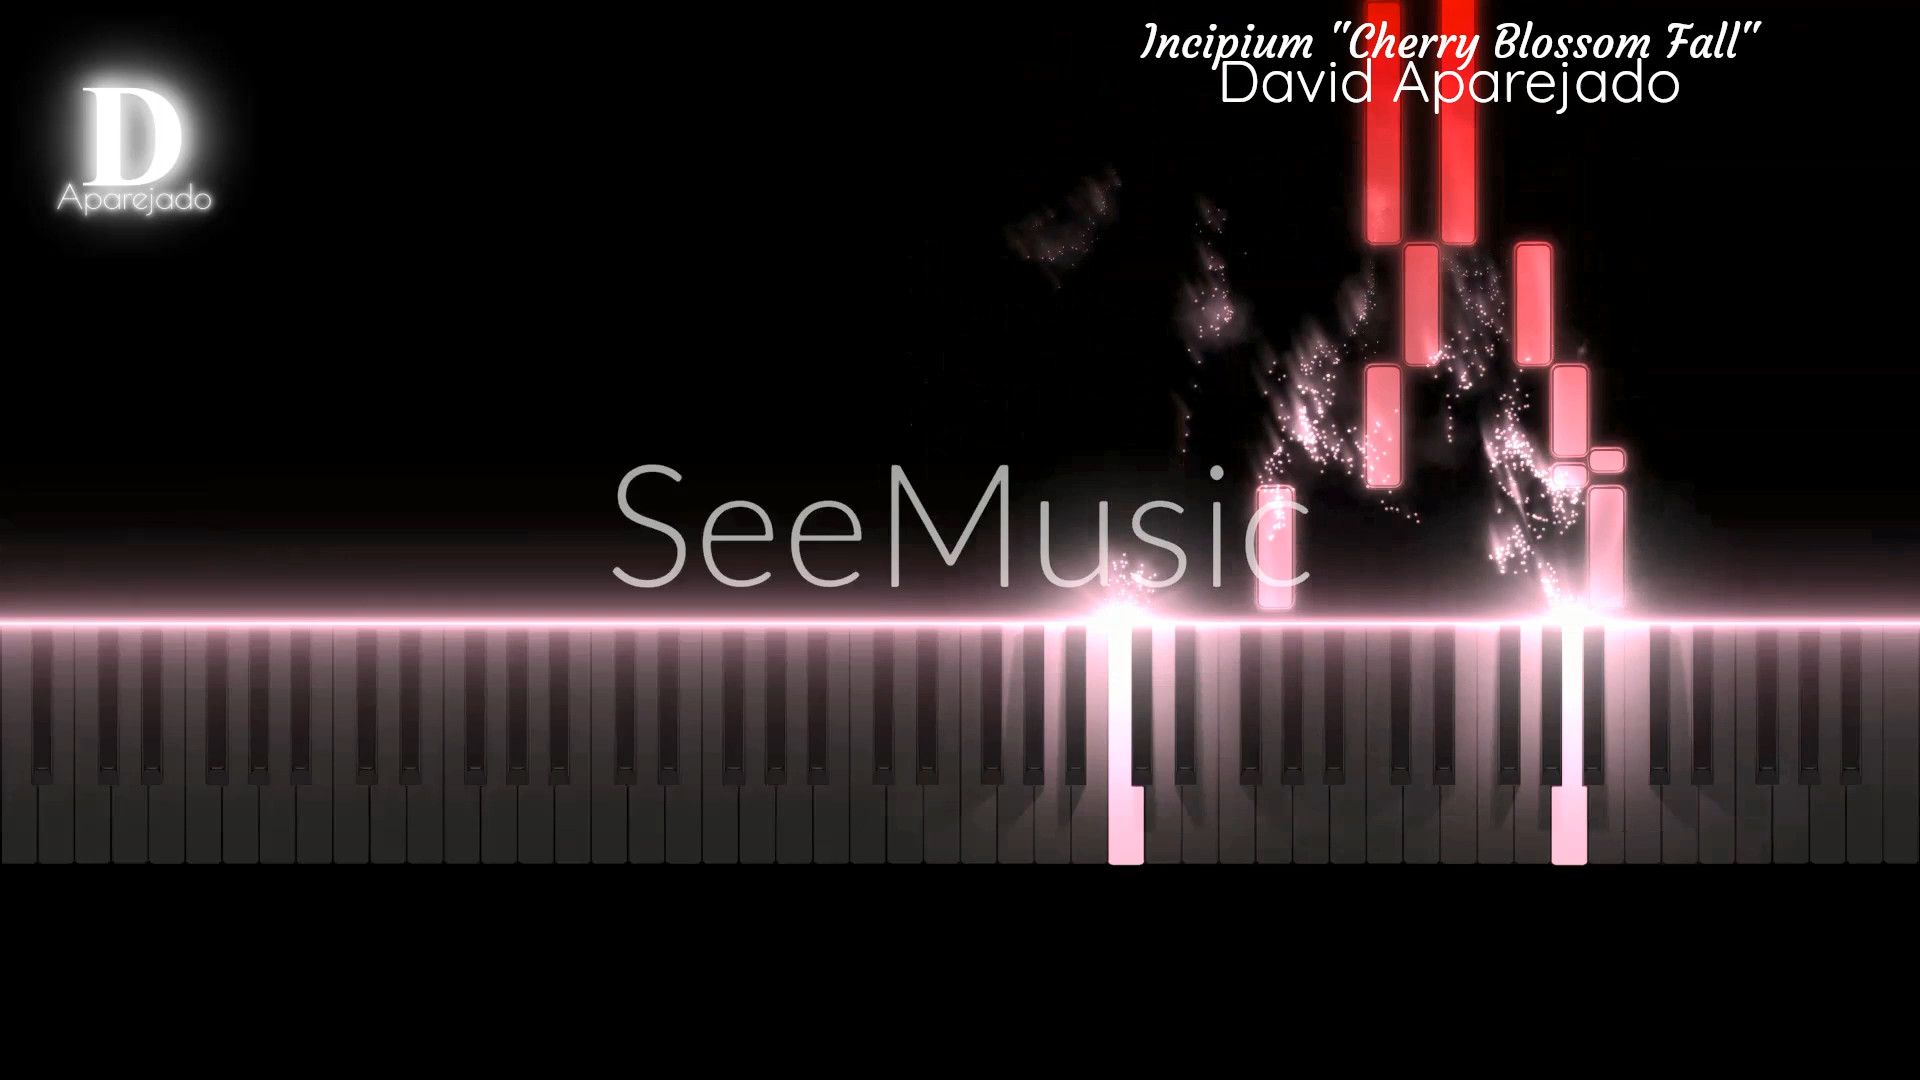 Incipium "Cherry Blossom Fall"
David Aparejado
D
Aparejado
SeeMusic